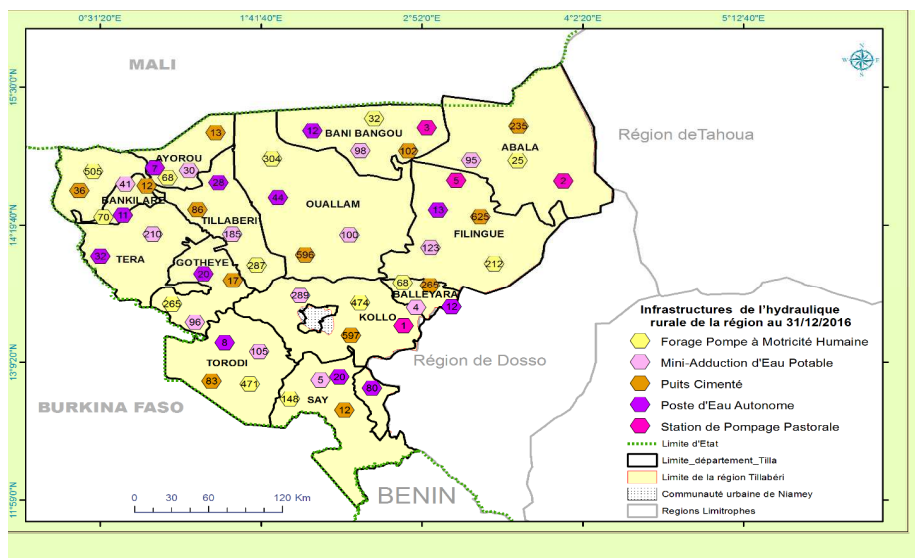 0°31'20"E 1°41'40"E 2°52'0"E 4°2'20"E 5°12'40"E
15°30'0"N
14°19'40"N
13°9'20"N
11°59'0"N
MALI
N
W E
S
32
12 3 235
13 BANI BANGOU
ABALA
Région deTahoua
AYOROU 304 98 102 95 25
505 7 30
68 28 5 2
36 41 12
BANKILARE 44 OUALLAM 13 625
70 11 86 TILLABERI
FILINGUE
210 185 100 123
32 TERA GOTHEYE 287 596 212
20 17
68 265
BALLEYARA
265 289 474 4 12
96 KOLLO 1
8 597
105
TORODI
Région de Dosso
83 471 5 20 80
148 SAY 12
BURKINA FASO
BENIN
0 30 60 120 Km
Infrastructures de l'hydraulique
rurale de la région au 31/12/2016
Forage Pompe à Motricité Humaine
Mini-Adduction d'Eau Potable
Puits Cimenté
Poste d'Eau Autonome
Station de Pompage Pastorale
Limite d'Etat
Limite_département_Tilla
Limite de la région Tillabéri
Communauté urbaine de Niamey
Regions Limitrophes